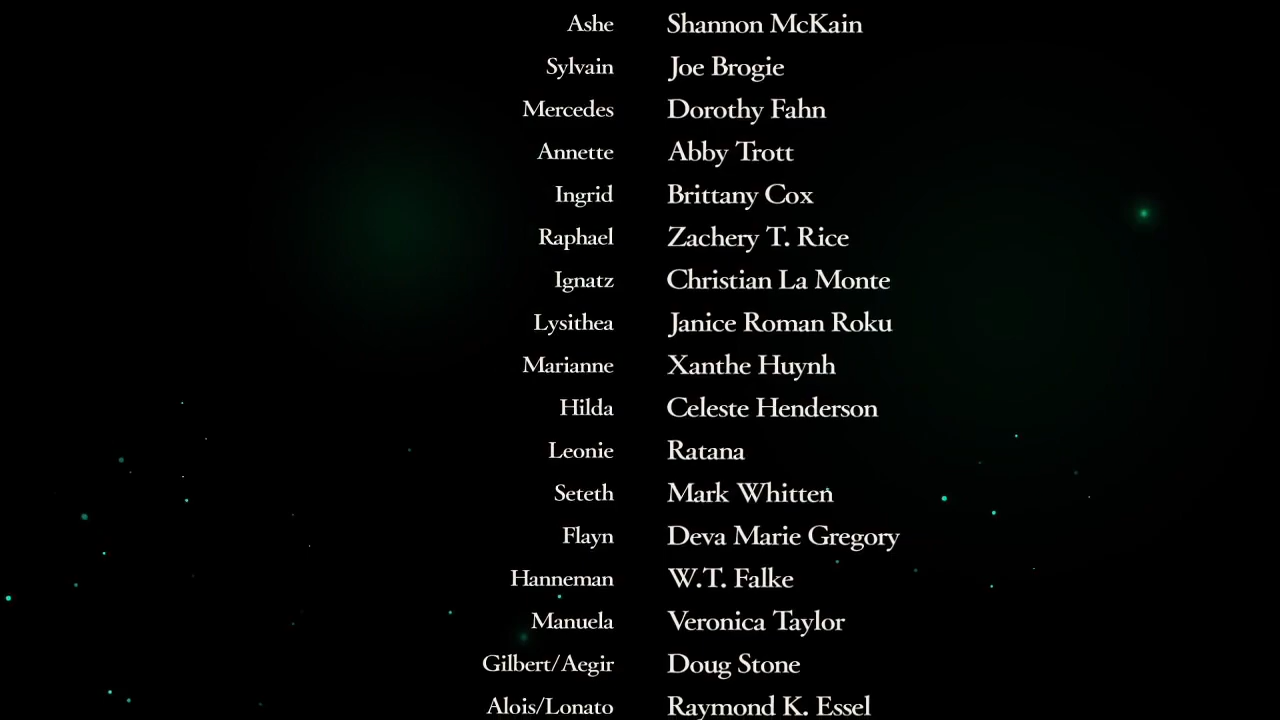 Ashe Shannon McKain
Sylvain Joe Brogie
Mercedes Dorothy Fahn
Annette Abby Trott
Ingrid Brittany Cox
Raphael Zachery T. Rice
Ignatz Christian La Monte
Lysithea Janice Roman Roku
Marianne Xanthe Huynh
Hilda Celeste Henderson
Leonie Ratana
Seteth Mark Whitten
Flayn Deva Marie Gregory
Hanneman W.T. Falke
Manuela Veronica Taylor
Gilbert/Aegir Doug Stone
Alois/Lonato Raymond K. Essel